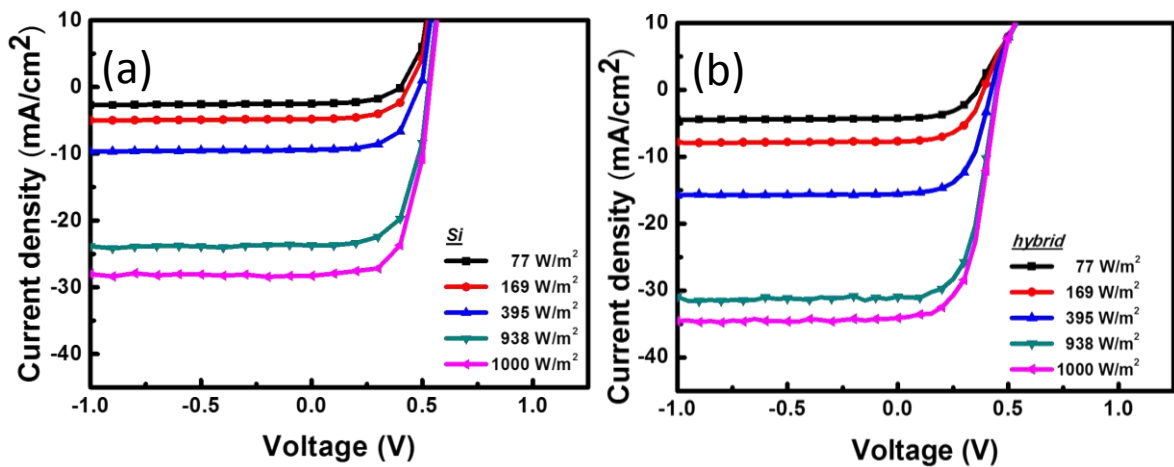 (a)
Current density (mA/cm²)
10
0
-10
-20
-30
-40
Si
77 W/m²
169 W/m²
395 W/m²
938 W/m²
1000 W/m²
-1.0 -0.5 0.0 0.5 1.0
Voltage (V)
(b)
Current density (mA/cm²)
10
0
-10
-20
-30
-40
hybrid
77 W/m²
169 W/m²
395 W/m²
938 W/m²
1000 W/m²
-1.0 -0.5 0.0 0.5 1.0
Voltage (V)